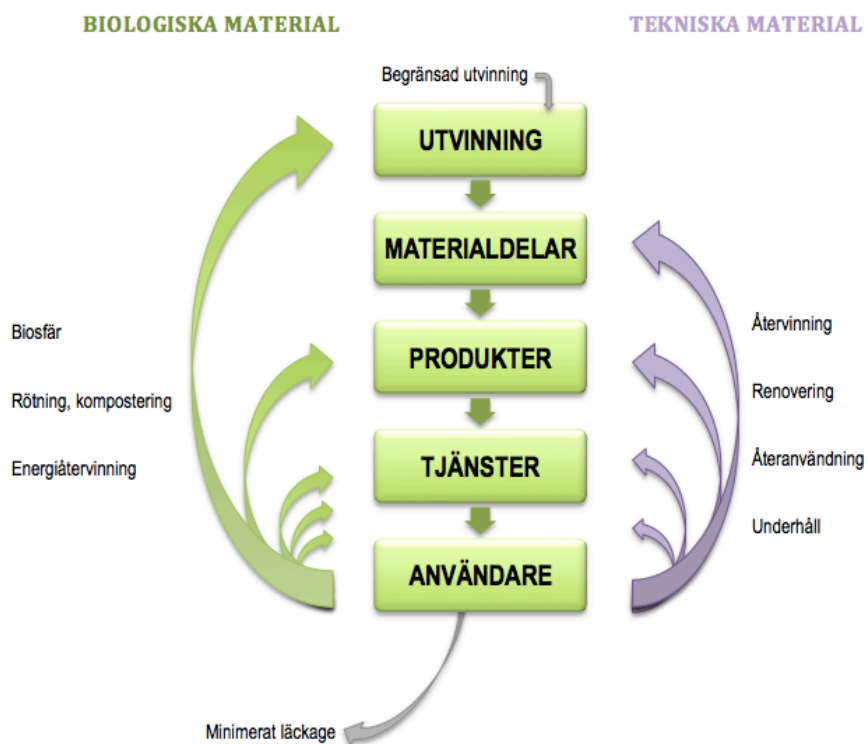 BIOLOGISKA MATERIAL
TEKNISKA MATERIAL
Begränsad utvinning
UTVINNING
MATERIALDELAR
PRODUKTER
TJÄNSTER
ANVÄNDARE
Biosfär
Rötning, kompostering
Energiåtervinning
Återvinning
Renovering
Återanvändning
Underhåll
Minimerat läckage